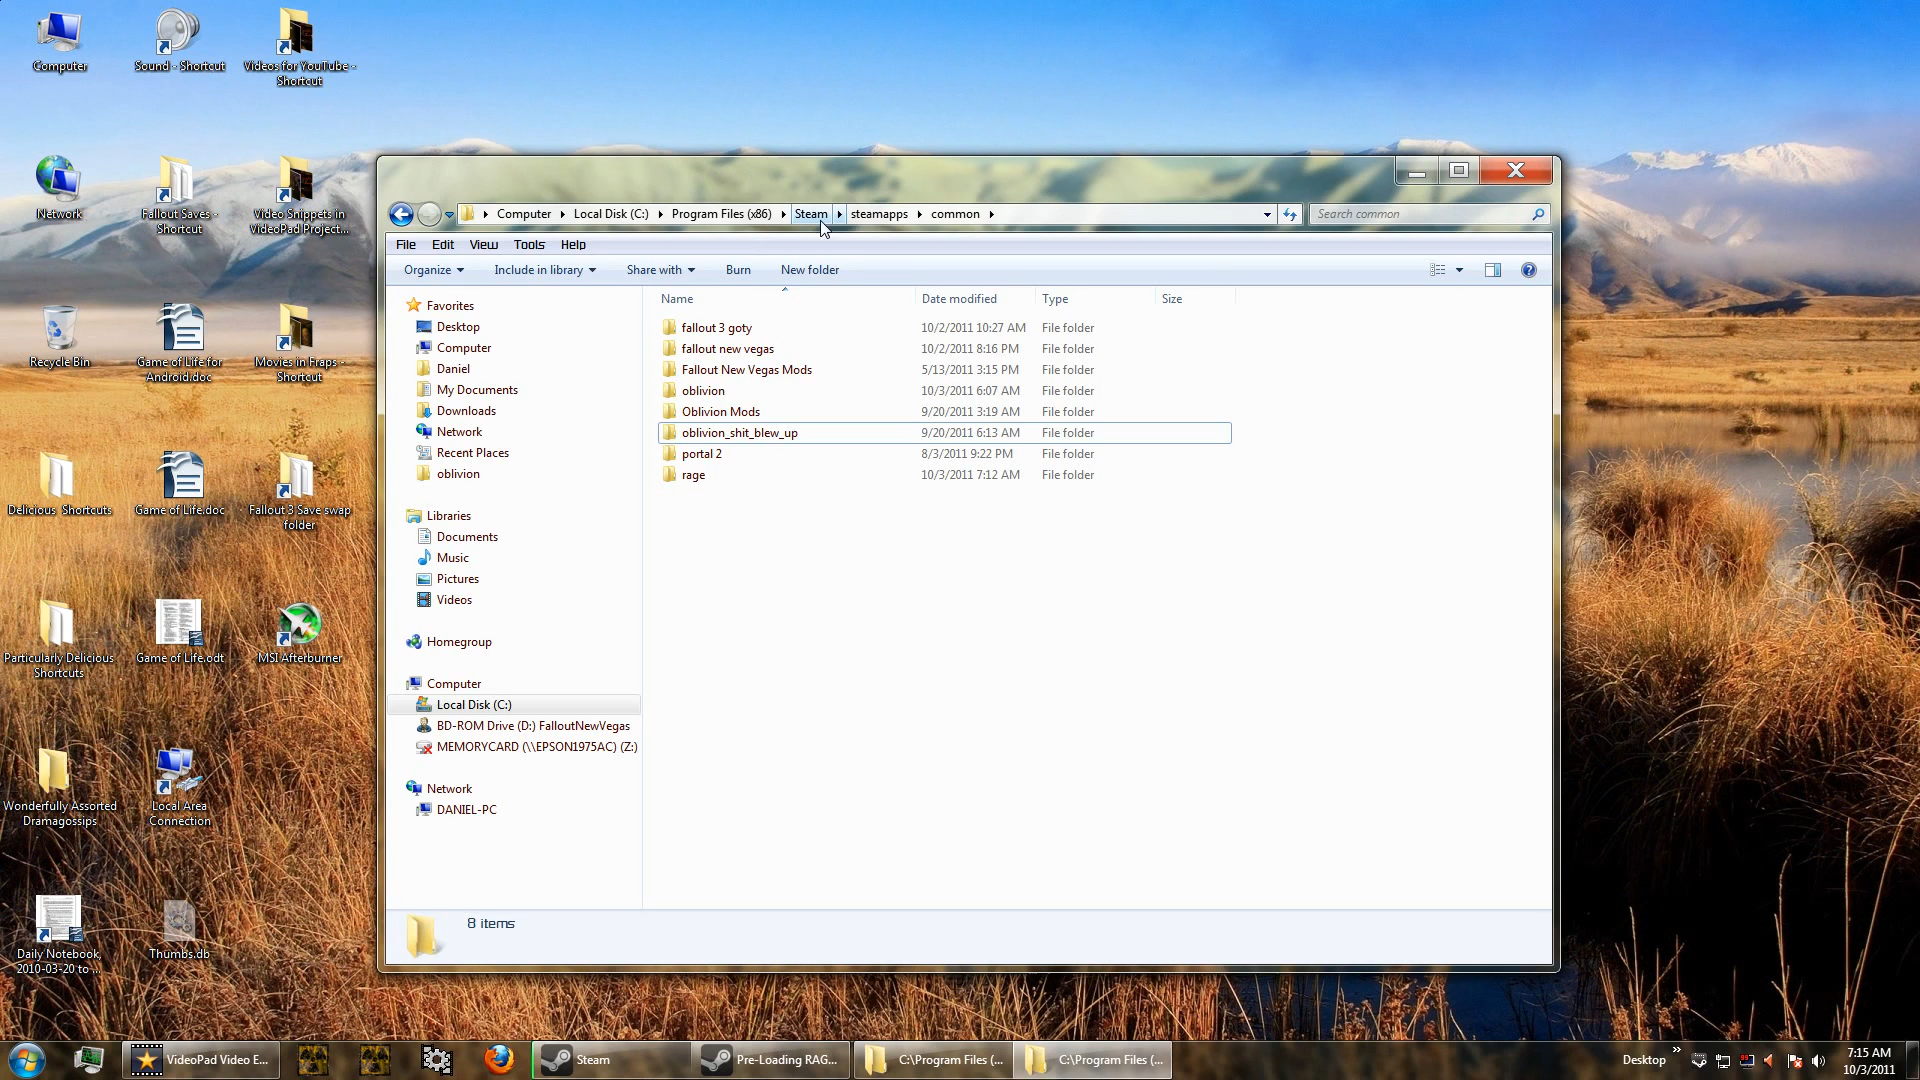 Computer
Sound - Shortcut
Videos for YouTube -
Shortcut
Network
Fallout Saves -
Shortcut
Video Snippets in
VideoPad Project...
Recycle Bin
Game of Life for
Android.doc
Movies in Fraps -
Shortcut
Delicious Shortcuts
Game of Life.doc
Fallout 3 Save swap
folder
Particularly Delicious
Shortcuts
Game of Life.odt
MSI Afterburner
Wonderfully Assorted
Dramagossips
Local Area
Connection
Daily Notebook,
2010-03-20 to ...
Thumbs.db
Computer Local Disk (C:) Program Files (x86) Steam steamapps common
Search common
File Edit View Tools Help
Organize Include in library Share with Burn New folder
Favorites
Desktop
Computer
Daniel
My Documents
Downloads
Network
Recent Places
oblivion
Libraries
Documents
Music
Pictures
Videos
Homegroup
Computer
Local Disk (C:)
BD-ROM Drive (D:) FalloutNewVegas
MEMORYCARD (\\EPSON1975AC) (Z:)
Network
DANIEL-PC
Name Date modified Type Size
fallout 3 goty 10/2/2011 10:27 AM File folder
fallout new vegas 10/2/2011 8:16 PM File folder
Fallout New Vegas Mods 5/13/2011 3:15 PM File folder
oblivion 10/3/2011 6:07 AM File folder
Oblivion Mods 9/20/2011 3:19 AM File folder
oblivion_shit_blew_up 9/20/2011 6:13 AM File folder
portal 2 8/3/2011 9:22 PM File folder
rage 10/3/2011 7:12 AM File folder
8 items
VideoPad Video E...
Steam
Pre-Loading RAG...
C:\Program Files (...
C:\Program Files (...
Desktop
7:15 AM
10/3/2011